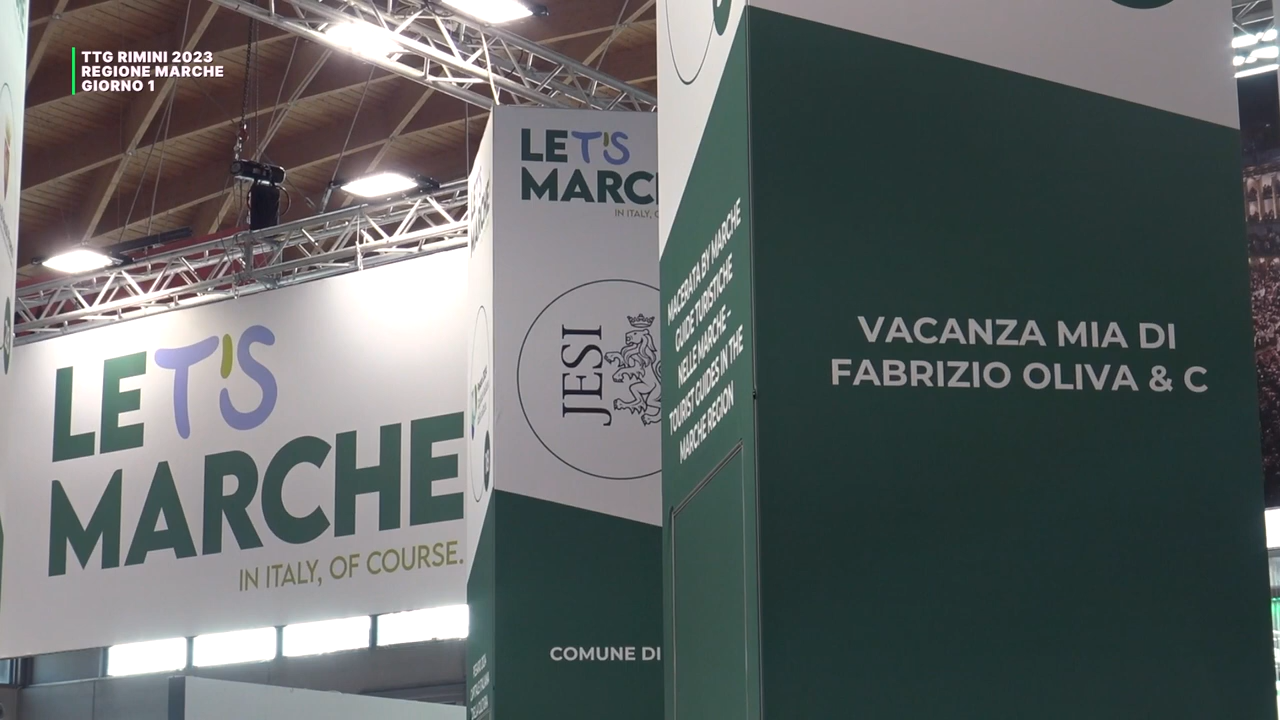 TTG RIMINI 2023
REGIONE MARCHE
GIORNO 1
LET'S
MARCHE
IN ITALY, OF COURSE.
LET'S
MARCHE
IN ITALY,
JESI
COMUNE DI
MACERATA BY MARCHE
GUIDE TURISTICHE
NELLE MARCHE -
TOURIST GUIDES IN THE
MARCHE REGION
VACANZA MIA DI
FABRIZIO OLIVA & C